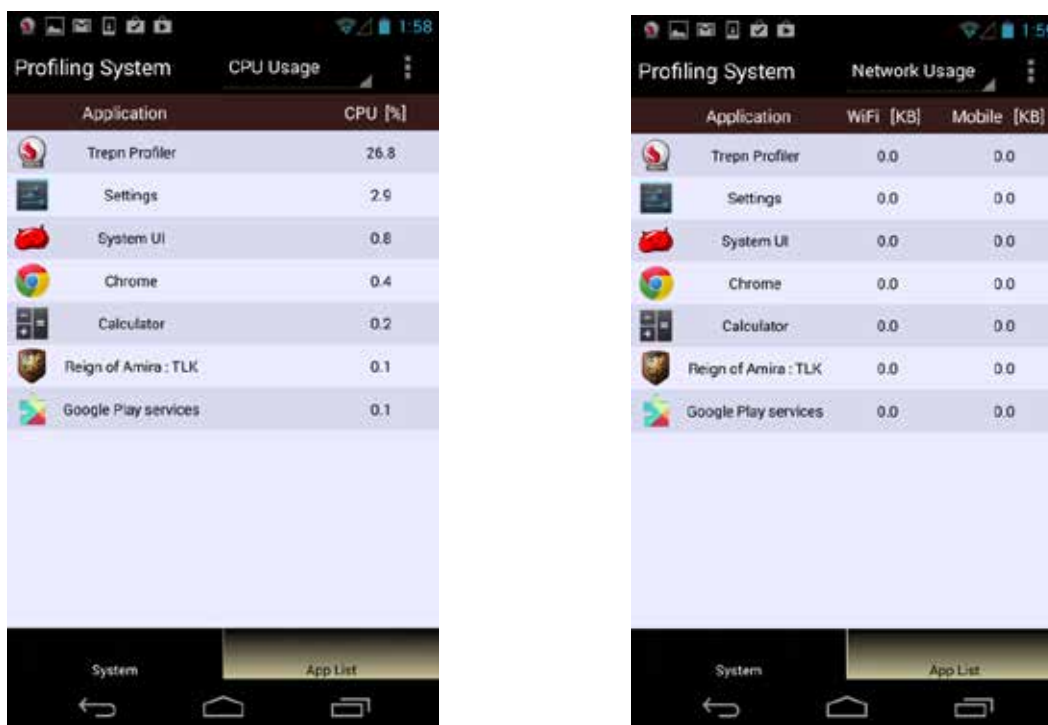 1:58
Profiling System CPU Usage
Application CPU [%]
Trepn Profiler 26.8
Settings 2.9
System UI 0.8
Chrome 0.4
Calculator 0.2
Reign of Amira : TLK 0.1
Google Play services 0.1
System App List
Profiling System Network Usage
Application WiFi [KB] Mobile [KB]
Trepn Profiler 0.0 0.0
Settings 0.0 0.0
System UI 0.0 0.0
Chrome 0.0 0.0
Calculator 0.0 0.0
Reign of Amira : TLK 0.0 0.0
Google Play services 0.0 0.0
System App List